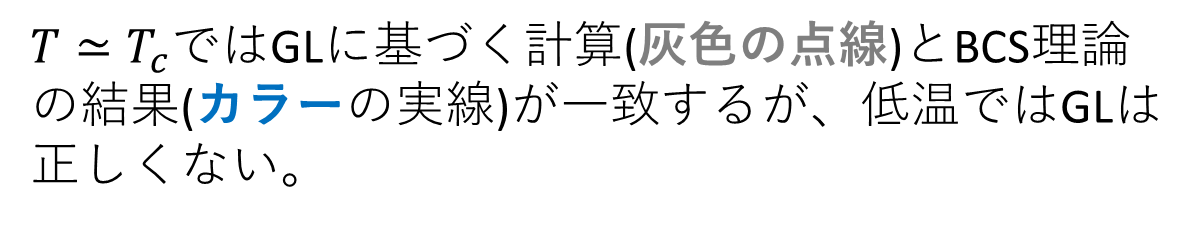 T ≃ TcではGLに基づく計算(灰色の点線)とBCS理論
の結果(カラーの実線)が一致するが、低温ではGLは
正しくない。